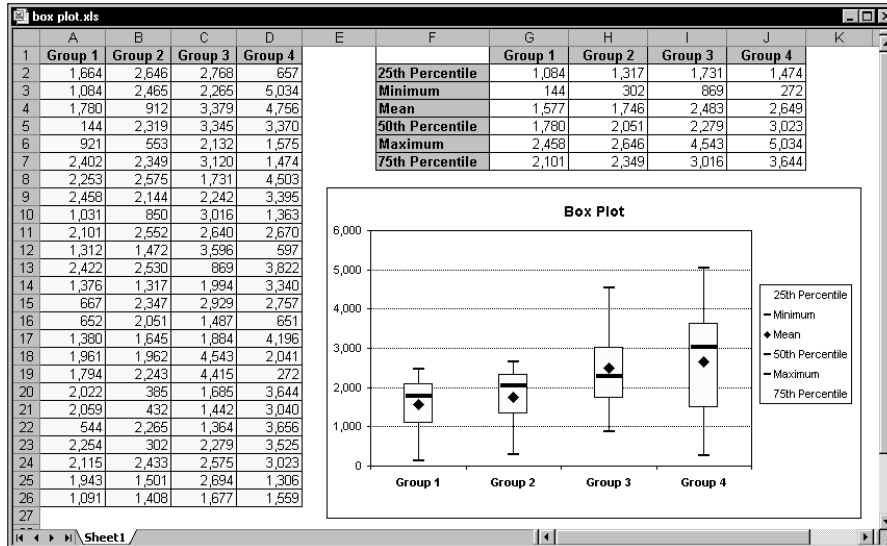 box plot.xls
A B C D E F G H I J K
1 Group 1 Group 2 Group 3 Group 4 Group 1 Group 2 Group 3 Group 4
2 1,664 2,646 2,768 657 25th Percentile 1,084 1,317 1,731 1,474
3 1,084 2,465 2,265 5,034 Minimum 144 302 869 272
4 1,780 912 3,379 4,756 Mean 1,577 1,746 2,483 2,649
5 144 2,319 3,345 3,370 50th Percentile 1,780 2,051 2,279 3,023
6 921 553 2,132 1,575 Maximum 2,458 2,646 4,543 5,034
7 2,402 2,349 3,120 1,474 75th Percentile 2,101 2,349 3,016 3,644
8 2,253 2,575 1,731 4,503
9 2,458 2,144 2,242 3,395
10 1,031 850 3,016 1,363
11 2,101 2,552 2,640 2,670
12 1,312 1,472 3,596 597
13 2,422 2,530 869 3,822
14 1,376 1,317 1,994 3,340
15 667 2,347 2,929 2,757
16 652 2,051 1,487 651
17 1,380 1,645 1,884 4,196
18 1,961 1,962 4,543 2,041
19 1,794 2,243 4,415 272
20 2,022 385 1,685 3,644
21 2,059 432 1,442 3,040
22 544 2,265 1,364 3,656
23 2,254 302 2,279 3,525
24 2,115 2,433 2,575 3,023
25 1,943 1,501 2,694 1,306
26 1,091 1,408 1,677 1,559
27
Box Plot
6,000
5,000
4,000
3,000
2,000
1,000
0
Group 1 Group 2 Group 3 Group 4
25th Percentile
Minimum
Mean
50th Percentile
Maximum
75th Percentile
Sheet1